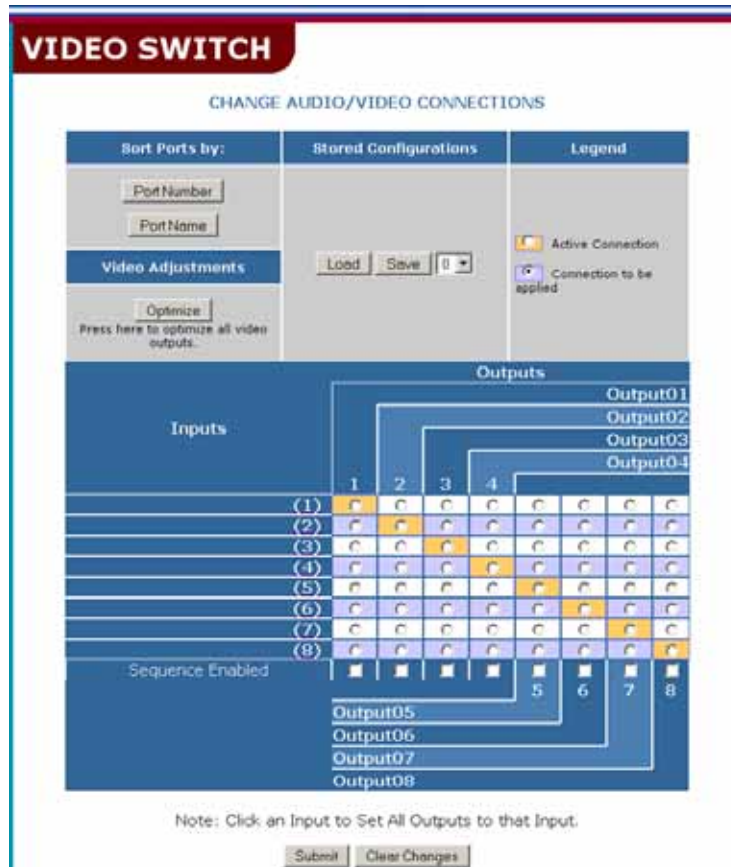 VIDEO SWITCH
CHANGE AUDIO/VIDEO CONNECTIONS
Sort Ports by:
Stored Configurations
Legend
Port Number
Port Name
Video Adjustments
Load
Save
0
Active Connection
Connection to be
applied
Optimize
Press here to optimize all video
outputs.
Outputs
Output01
Output02
Output03
Output04
Inputs
1 2 3 4
(1)
(2)
(3)
(4)
(5)
(6)
(7)
(8)
Sequence Enabled
5 6 7 8
Output05
Output06
Output07
Output08
Note: Click an Input to Set All Outputs to that Input.
Submit
Clear Changes